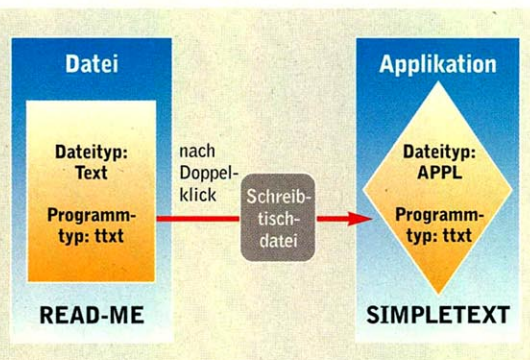 Datei
Dateityp:
Text
Programm-
typ: ttxt
READ-ME
nach
Doppel-
klick
Schreib-
tisch-
datei
Applikation
Dateityp:
APPL
Programm-
typ: ttxt
SIMPLETEXT